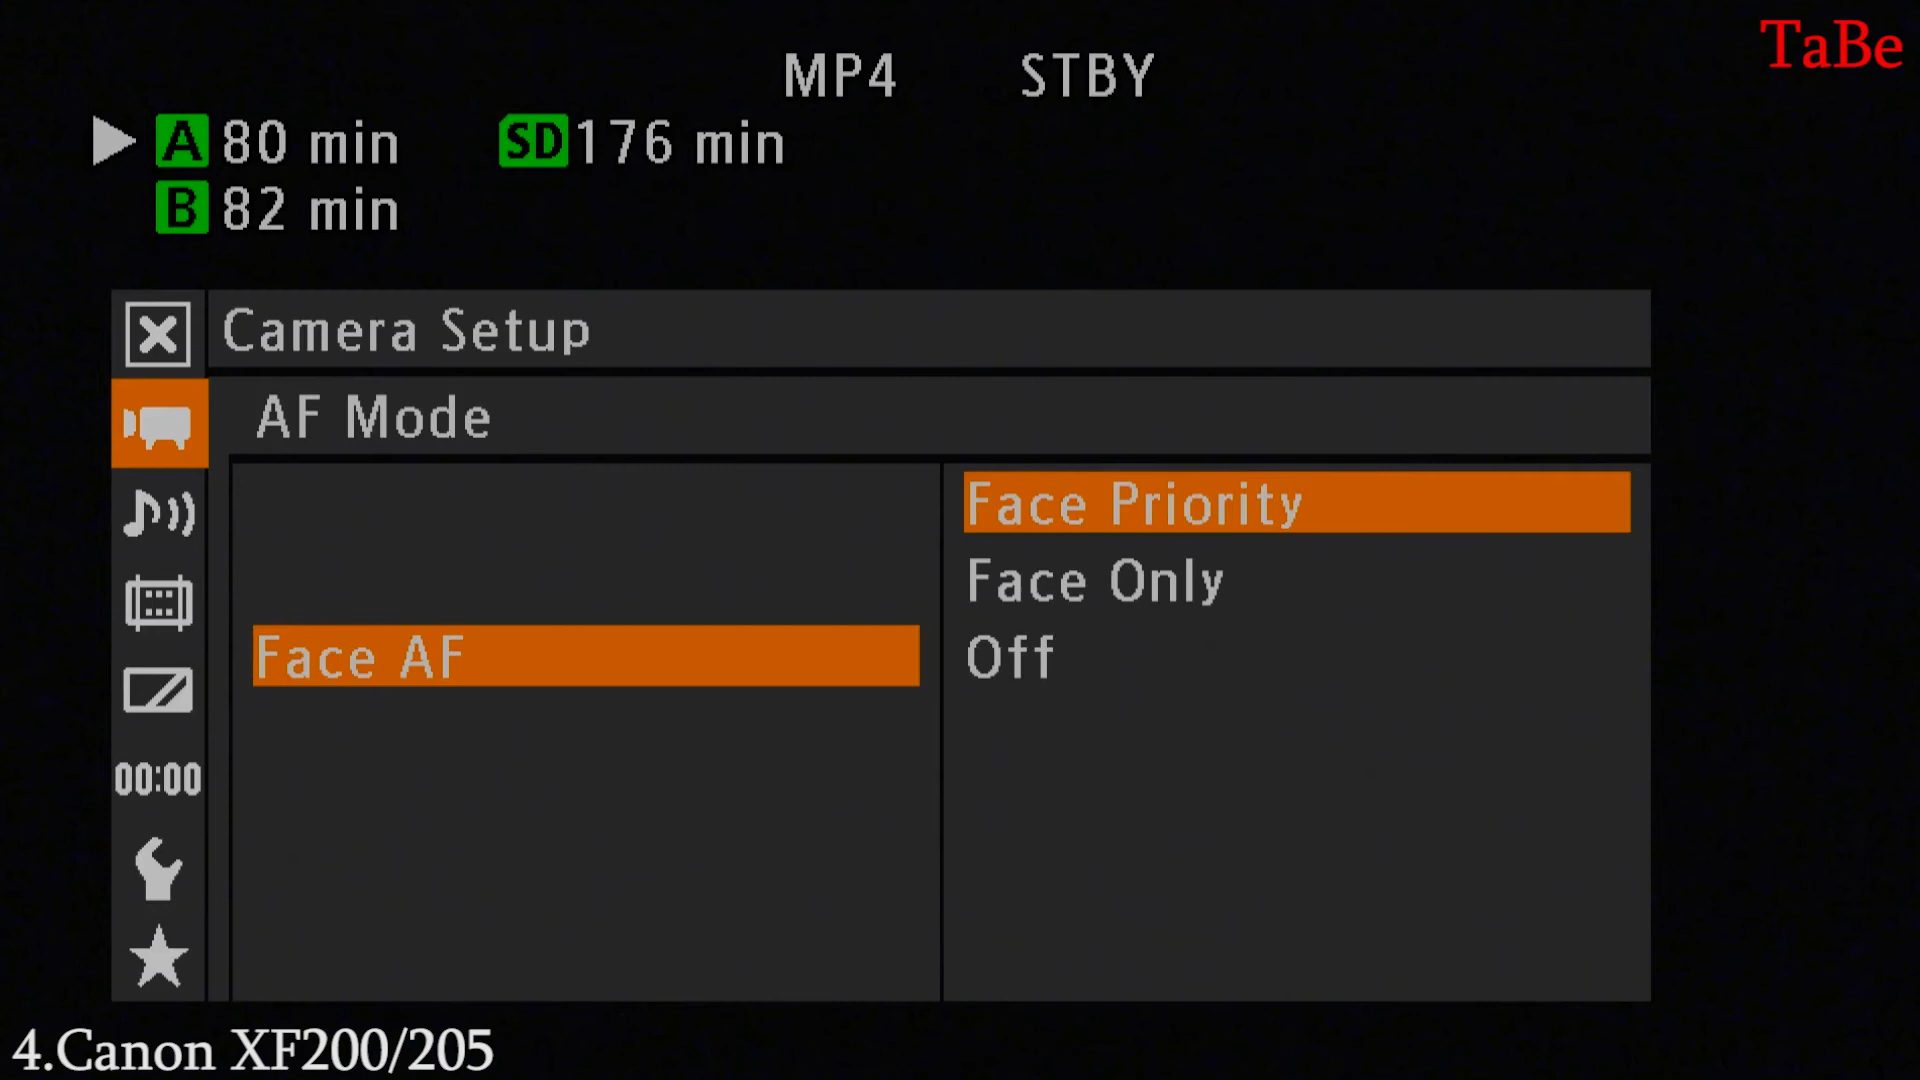 TaBe
MP4 STBY
A 80 min SD 176 min
B 82 min
Camera Setup
AF Mode
Face Priority
Face Only
Face AF Off
00:00
4.Canon XF200/205